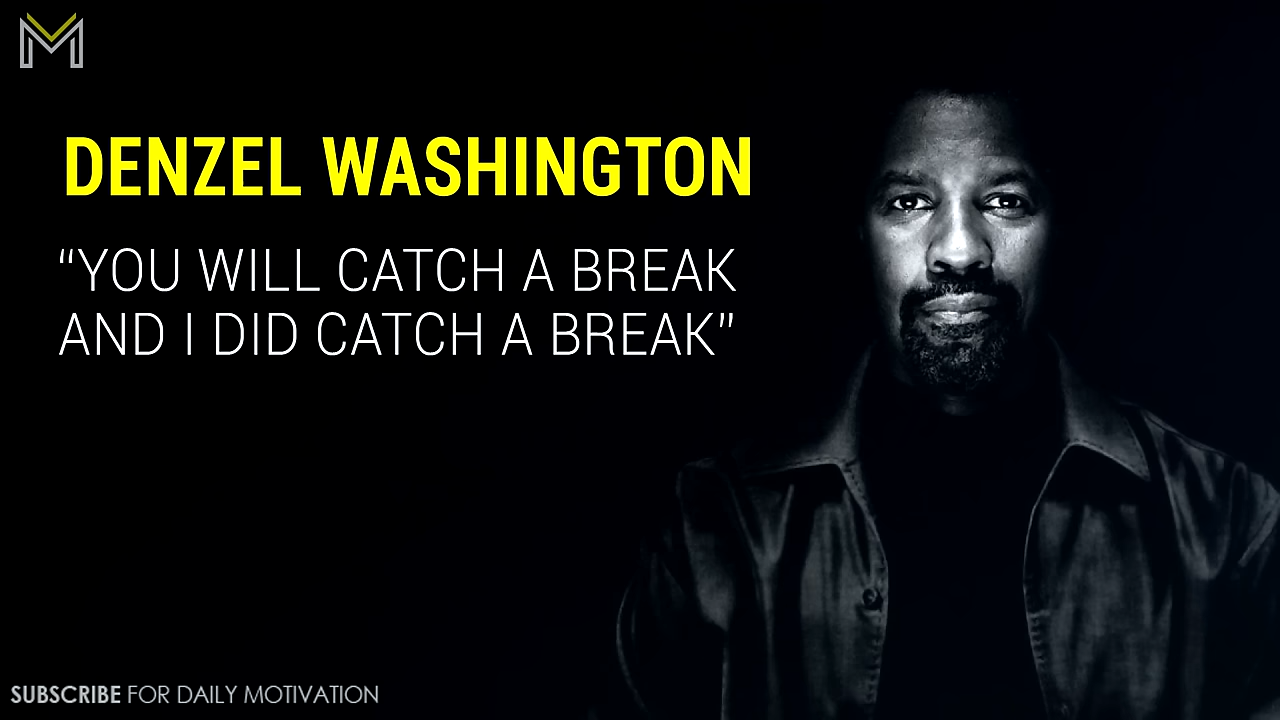 DENZEL WASHINGTON
“YOU WILL CATCH A BREAK
AND I DID CATCH A BREAK”
SUBSCRIBE FOR DAILY MOTIVATION